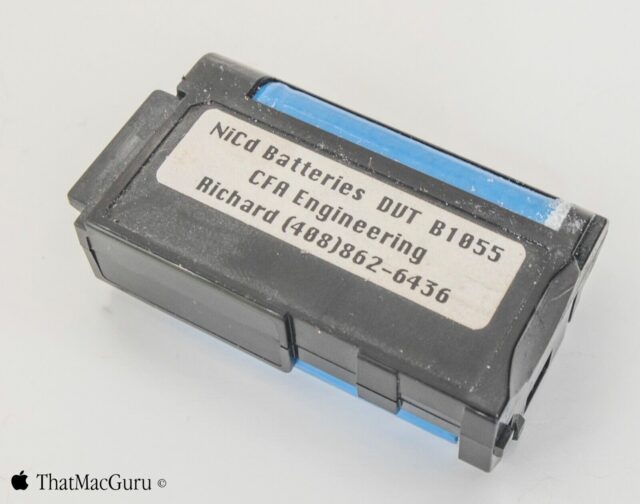 NiCd Batteries DVT B1055
CFA Engineering
Richard (408)862-6436
ThatMacGuru ©